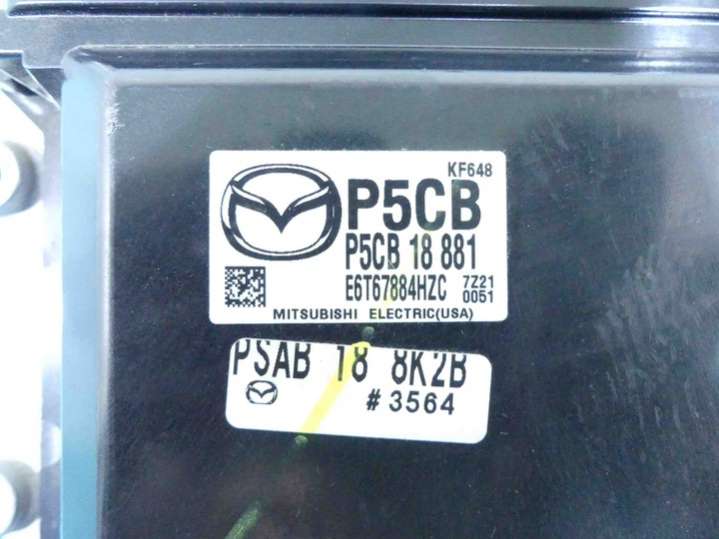 KF648
P5CB
P5CB 18 881
E6T67884HZC 7Z21
0051
MITSUBISHI ELECTRIC(USA)
PSAB 18 8K2B
#3564